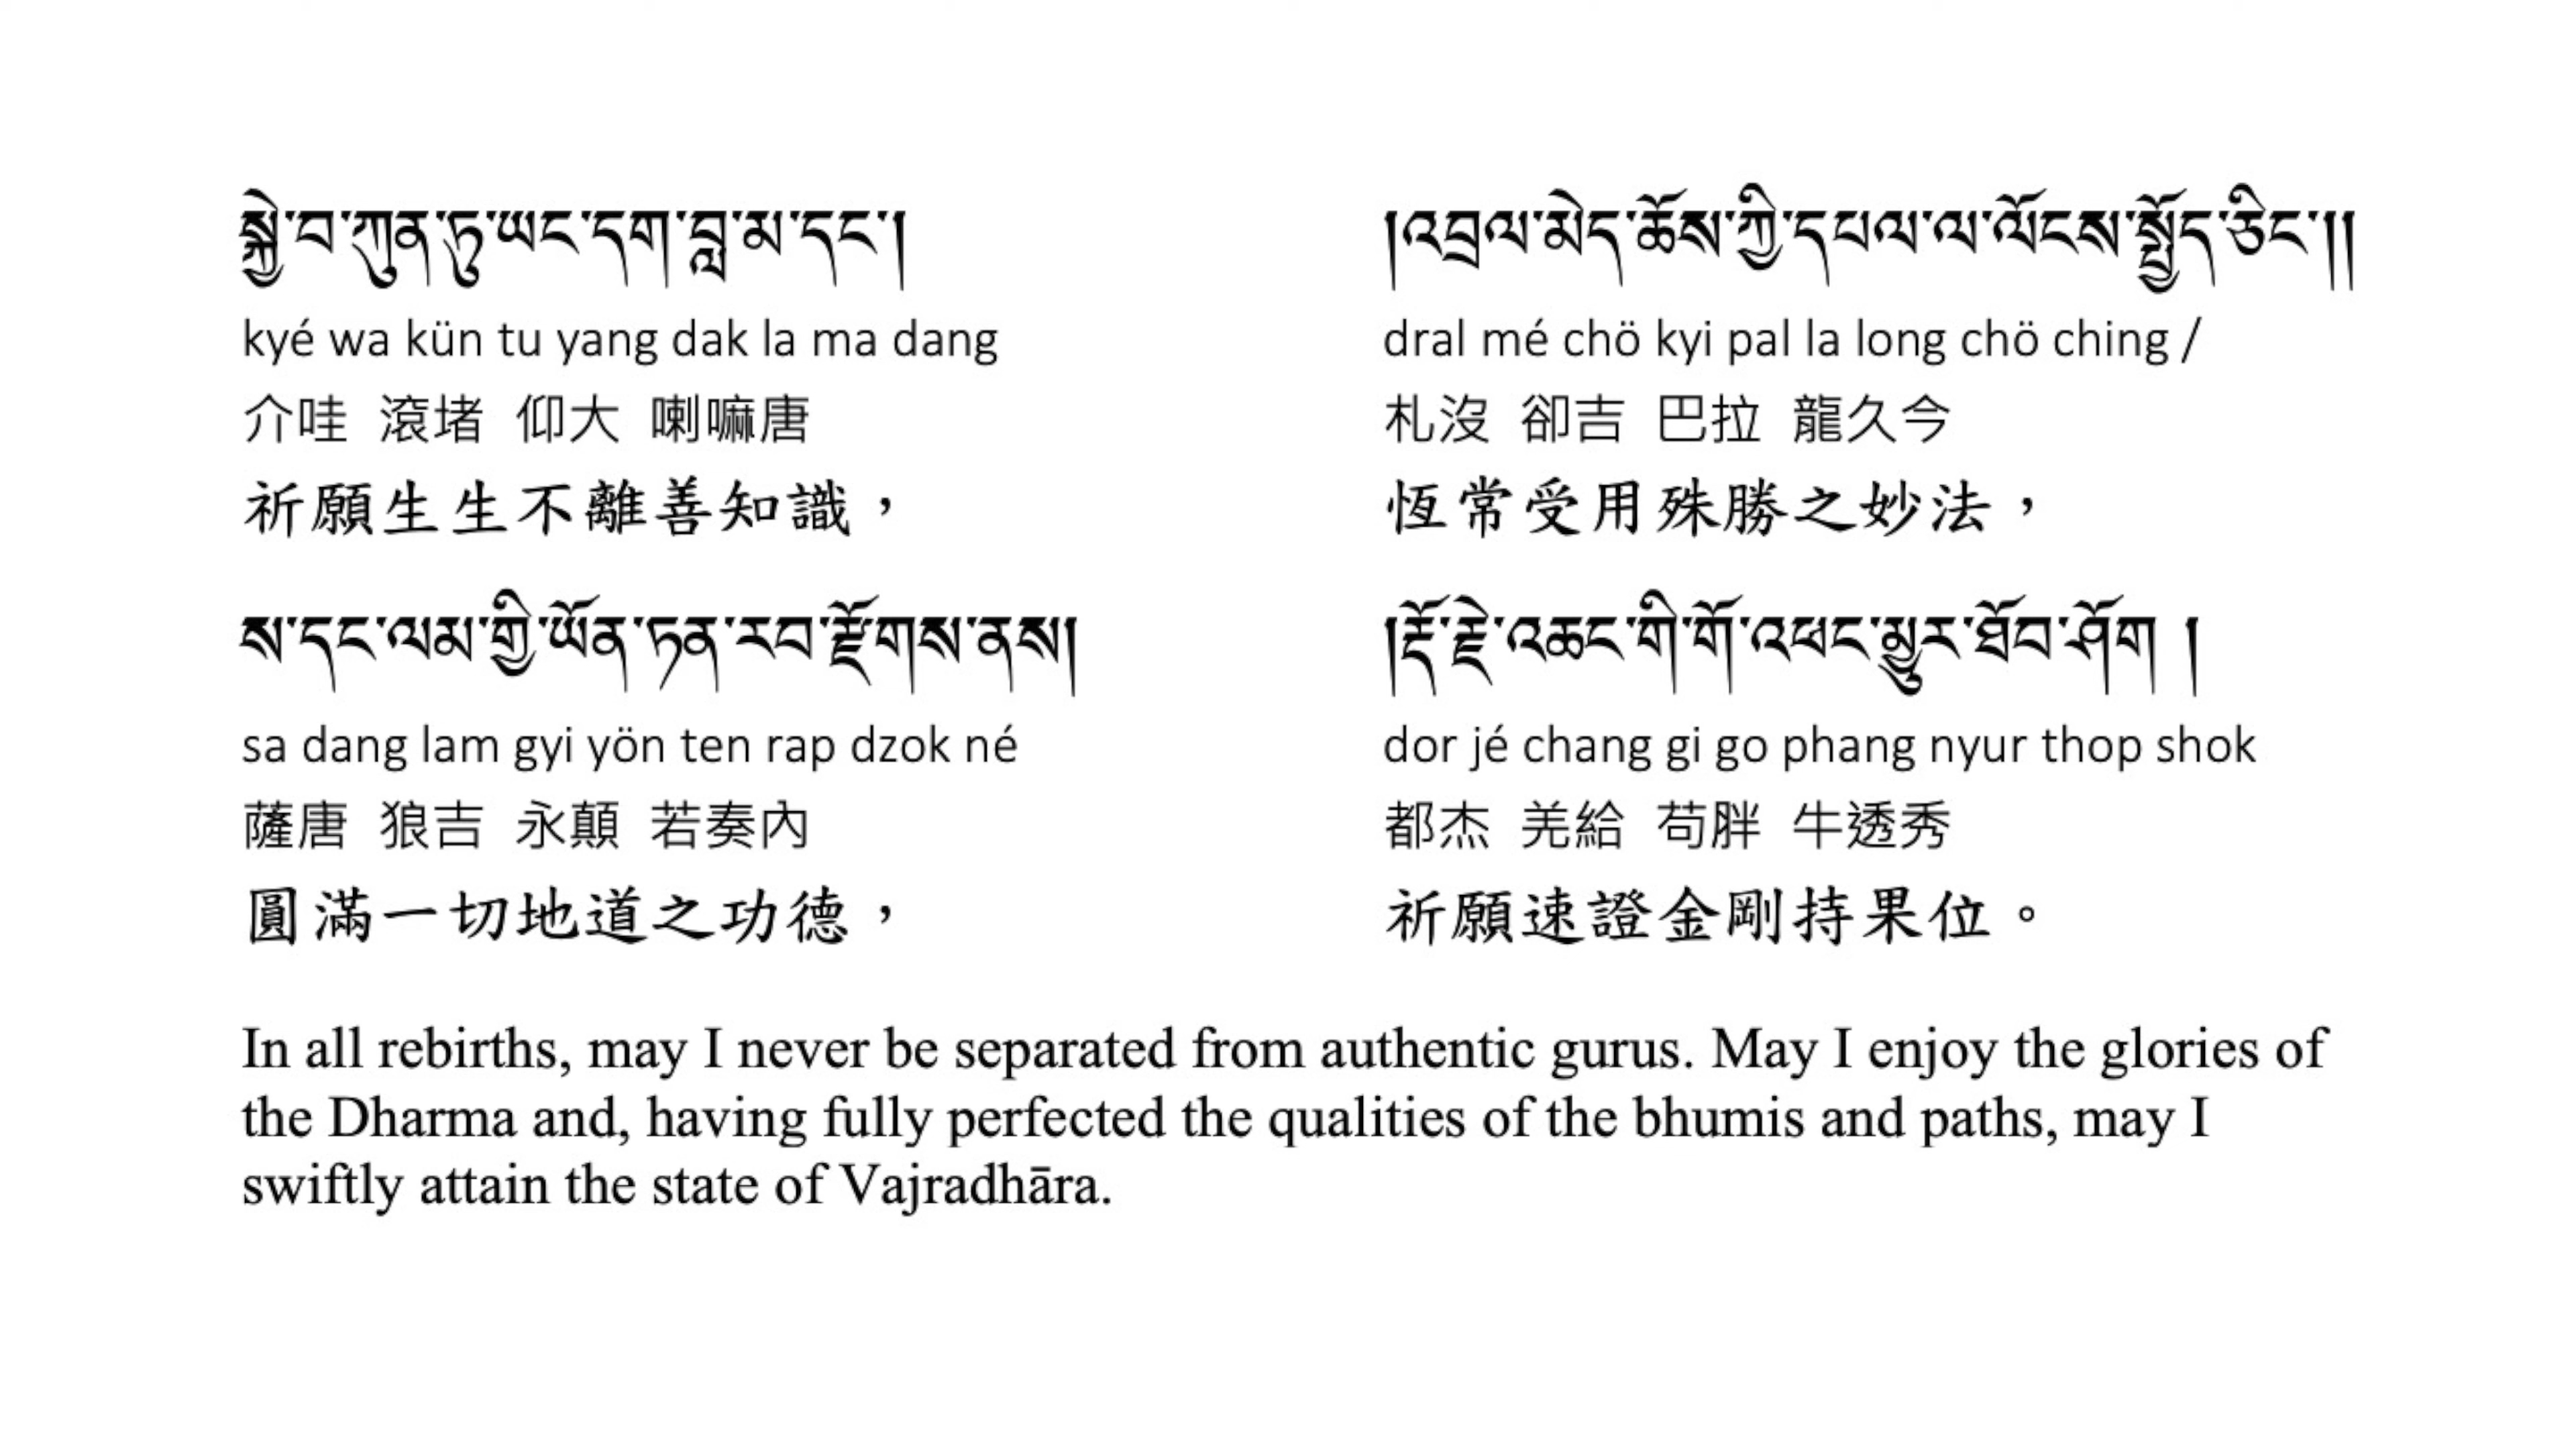 སྐྱེ་བ་ཀུན་ཏུ་ཡང་དག་བླ་མ་དང་།
kyé wa kün tu yang dak la ma dang
介哇 滾堵 仰大 喇嘛唐
祈願生生不離善知識，
།འབྲལ་མེད་ཆོས་ཀྱི་དཔལ་ལ་ལོངས་སྤྱོད་ཅིང་།།
dral mé chö kyi pal la long chö ching /
札沒 卻吉 巴拉 龍久今
恆常受用殊勝之妙法，
ས་དང་ལམ་གྱི་ཡོན་ཏན་རབ་རྫོགས་ནས།
sa dang lam gyi yön ten rap dzok né
薩唐 狼吉 永顛 若奏內
圓滿一切地道之功德，
།རྡོ་རྗེ་འཆང་གི་གོ་འཕང་མྱུར་ཐོབ་ཤོག །
dor jé chang gi go phang nyur thop shok
都杰 羌給 苟胖 牛透秀
祈願速證金剛持果位。
In all rebirths, may I never be separated from authentic gurus. May I enjoy the glories of
the Dharma and, having fully perfected the qualities of the bhumis and paths, may I
swiftly attain the state of Vajradhāra.